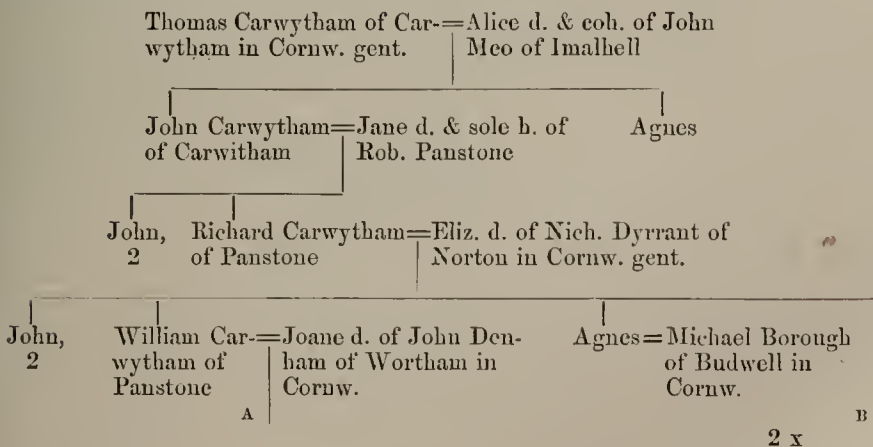 Thomas Carwytham of Car-=Alice d. & coh. of John
wytham in Cornw. gent. Meo of Imalhell
John Carwytham=Jane d. & sole h. of Agnes
of Carwitham Rob. Panstone
John, Richard Carwytham=Eliz. d. of Nich. Dyrrant of
2 of Panstone Norton in Cornw. gent.
John, William Car-=Joane d. of John Den- Agnes=Michael Borough
2 wytham of ham of Wortham in of Budwell in
Panstone Cornw. Cornw.
A B
2 x